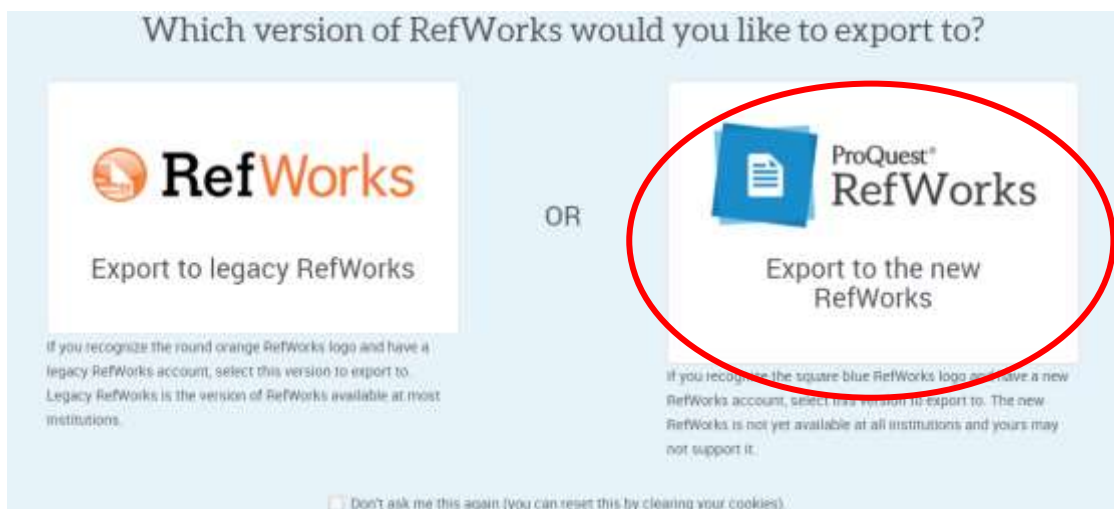 Which version of RefWorks would you like to export to?
RefWorks
Export to legacy RefWorks
If you recognize the round orange RefWorks logo and have a
legacy RefWorks account, select this version to export to.
Legacy RefWorks is the version of RefWorks available at most
institutions.
OR
ProQuest®
RefWorks
Export to the new
RefWorks
If you recognize the square blue RefWorks logo and have a new
RefWorks account, select this version to export to. The new
RefWorks is not yet available at all institutions and yours may
not support it.
Don't ask me this again (you can reset this by clearing your cookies).